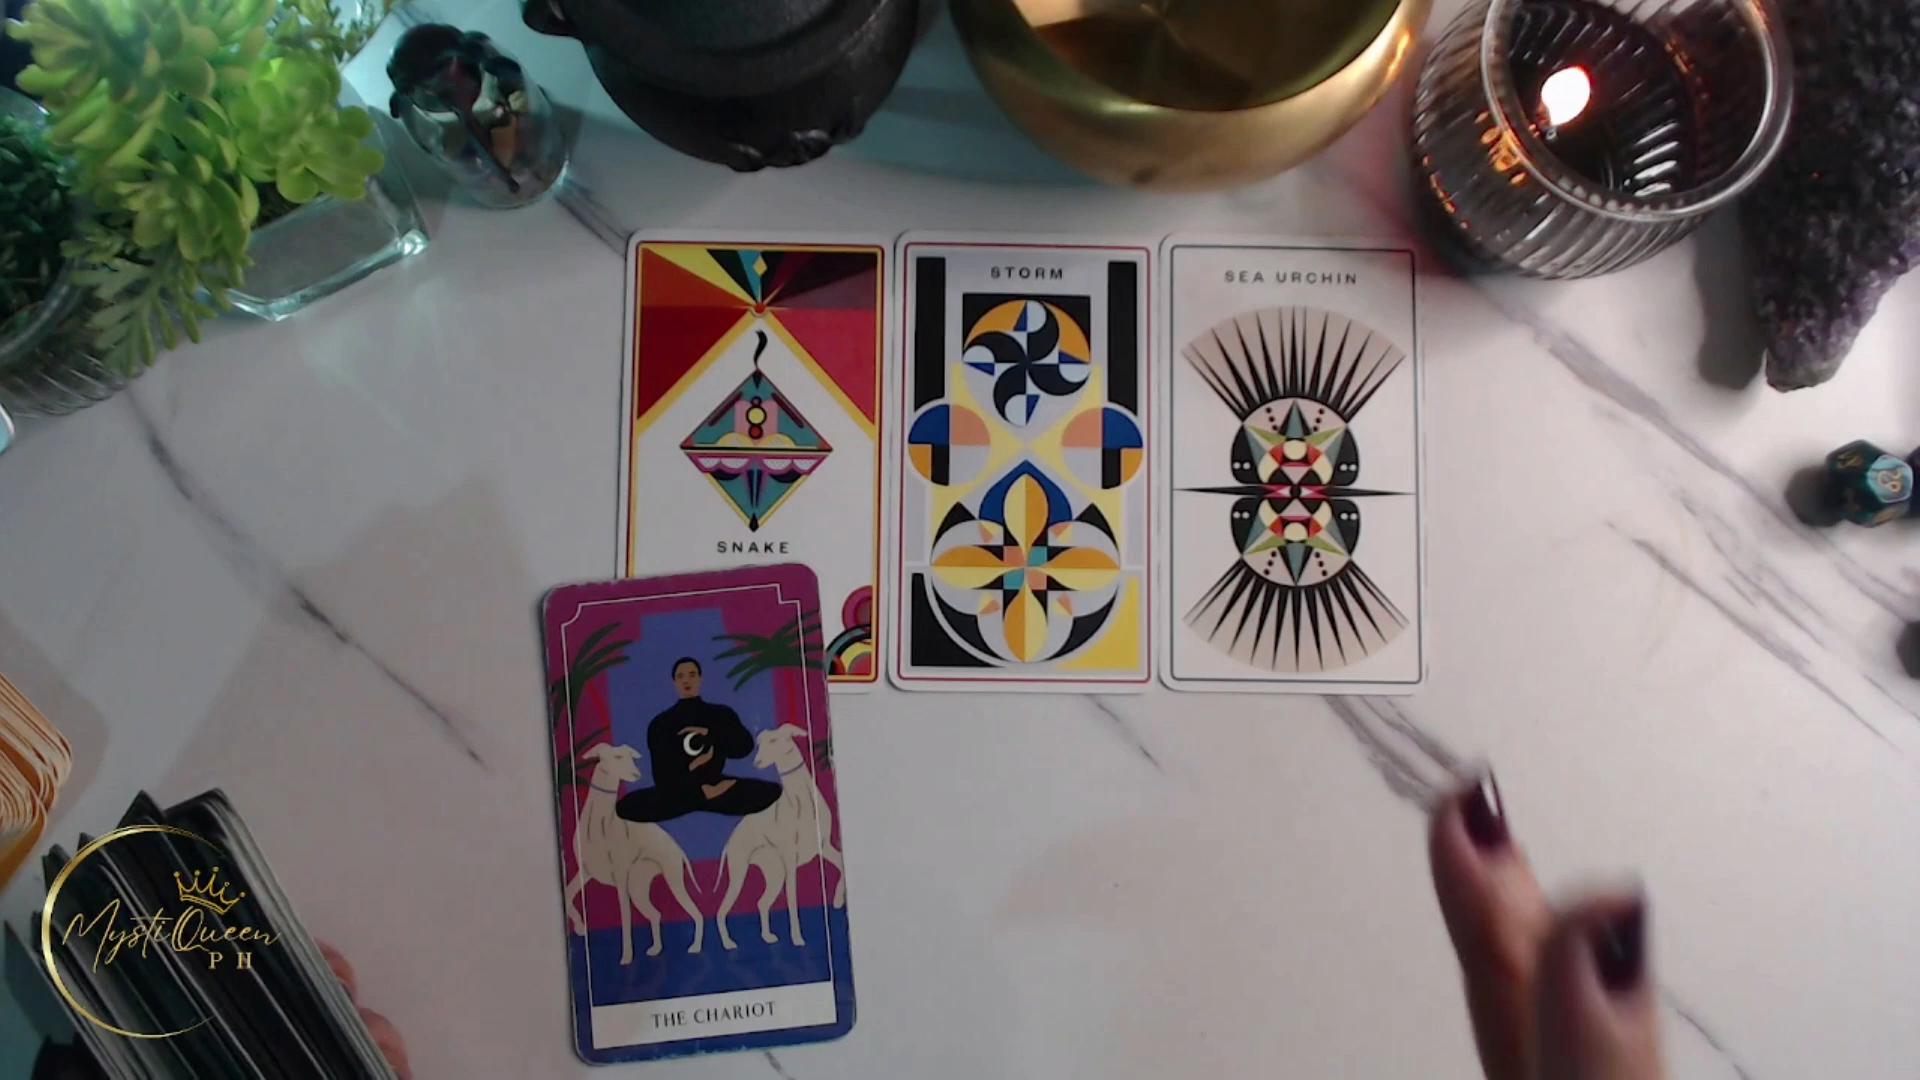 STORM
SEA URCHIN
SNAKE
MystiQueen
PH
THE CHARIOT